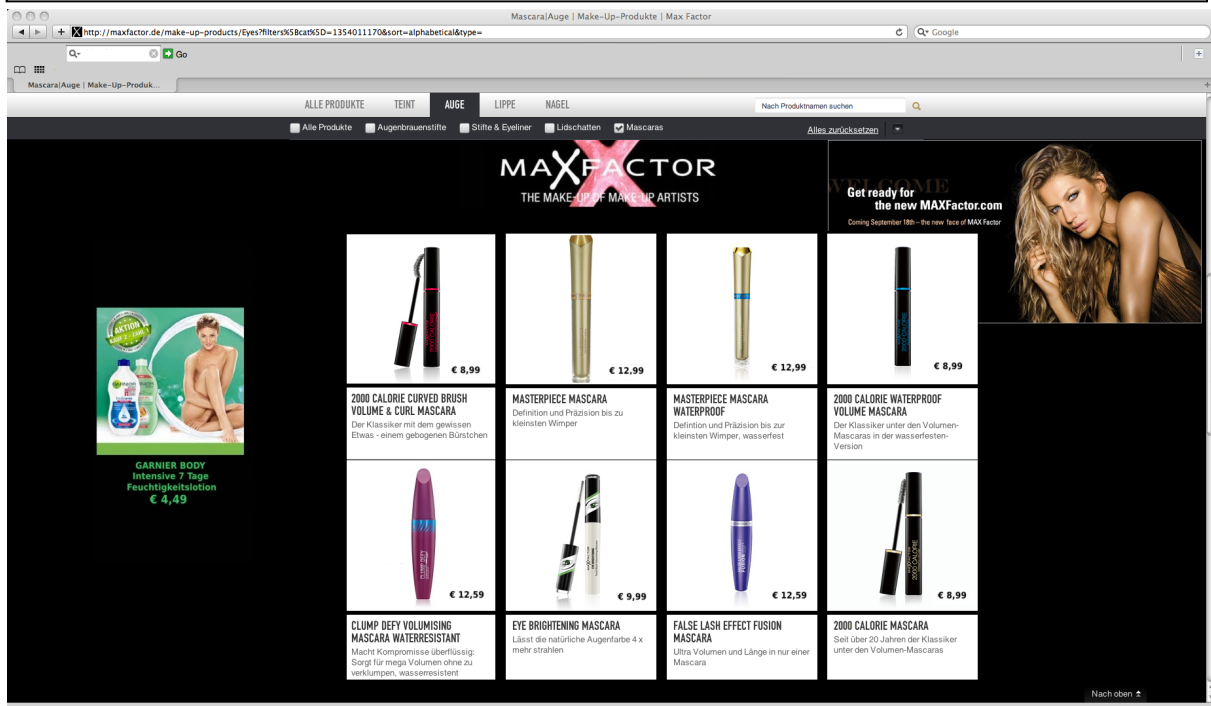 Mascara|Auge | Make-Up-Produkte | Max Factor
http://maxfactor.de/make-up-products/Eyes?filters%5Bcat%5D=1354011170&sort=alphabetical&type=
Google
Go
Mascara|Auge | Make-Up-Produk...
ALLE PRODUKTE TEINT AUGE LIPPE NAGEL
Nach Produktnamen suchen
Alle Produkte Augenbrauenstifte Stifte & Eyeliner Lidschatten Mascaras
Alles zurücksetzen
MAXFACTOR
THE MAKE-UP OF MAKE-UP ARTISTS
WELCOME
Get ready for
the new MAXFactor.com
Coming September 18th – the new face of MAX Factor
€ 8,99
2000 CALORIE CURVED BRUSH
VOLUME & CURL MASCARA
Der Klassiker mit dem gewissen
Etwas - einem gebogenen Bürstchen
€ 12,99
MASTERPIECE MASCARA
Definition und Präzision bis zu
kleinsten Wimper
€ 12,99
MASTERPIECE MASCARA
WATERPROOF
Defintion und Präzision bis zur
kleinsten Wimper, wasserfest
€ 8,99
2000 CALORIE WATERPROOF
VOLUME MASCARA
Der Klassiker unter den Volumen-
Mascaras in der wasserfesten-
Version
AKTION
GARNIER BODY
Intensive 7 Tage
Feuchtigkeitslotion
€ 4,49
€ 12,59
CLUMP DEFY VOLUMISING
MASCARA WATERRESISTANT
Macht Kompromisse überflüssig:
Sorgt für mega Volumen ohne zu
verklumpen, wasserresistent
€ 9,99
EYE BRIGHTENING MASCARA
Lässt die natürliche Augenfarbe 4 x
mehr strahlen
€ 12,59
FALSE LASH EFFECT FUSION
MASCARA
Ultra Volumen und Länge in nur einer
Mascara
2000 CALORIE
€ 8,99
2000 CALORIE MASCARA
Seit über 20 Jahren der Klassiker
unter den Volumen-Mascaras
Nach oben